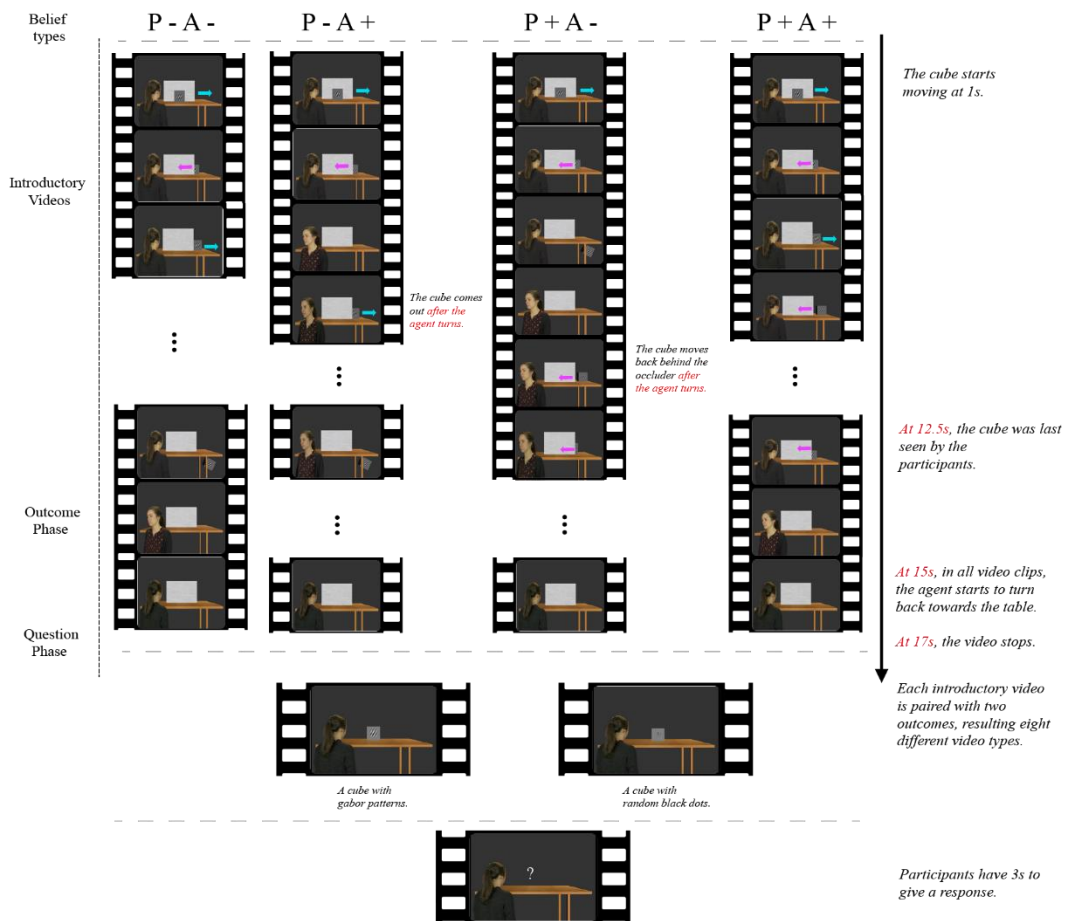 Belief
types
P - A -
P - A +
P + A -
P + A +
The cube starts
moving at 1s.
Introductory
Videos
The cube comes
out after the
agent turns.
The cube moves
back behind the
occluder after
the agent turns.
At 12.5s, the cube was last
seen by the
participants.
Outcome
Phase
At 15s, in all video clips,
the agent starts to turn
back towards the table.
Question
Phase
At 17s, the video stops.
Each introductory video
is paired with two
outcomes, resulting eight
different video types.
A cube with
gabor patterns.
A cube with
random black dots.
?
Participants have 3s to
give a response.